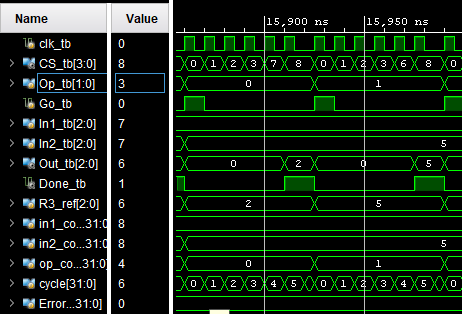 Name Value
15,900 ns 15,950 ns
clk_tb 0
CS_tb[3:0] 8 0 1 2 3 7 8 0 1 2 3 6 8 0
Op_tb[1:0] 3 0 1
Go_tb 0
In1_tb[2:0] 7
In2_tb[2:0] 7 5
Out_tb[2:0] 6 0 2 0 5
Done_tb 1
R3_ref[2:0] 6 2 5
in1_co...31:0] 8
in2_co...31:0] 8 5
op_co...31:0] 4 0 1
cycle[31:0] 6 0 1 2 3 4 5 0 1 2 3 4 5 0
Error...31:0] 0